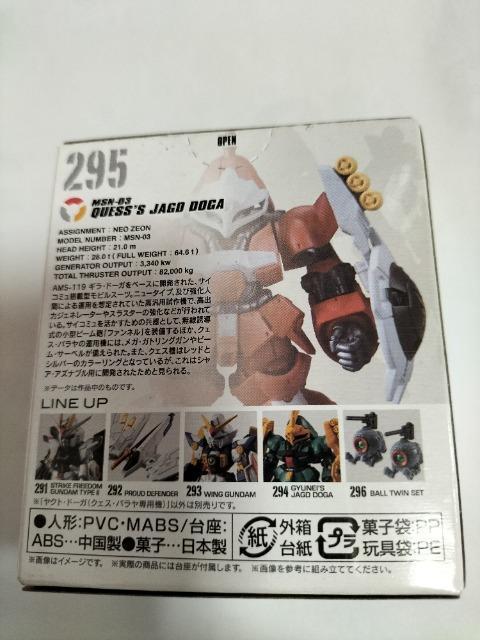 OPEN
295
MSN-03
QUESS'S JAGD DOGA
ASSIGNMENT : NEO ZEON
MODEL NUMBER : MSN-03
HEAD HEIGHT : 21.0 m
WEIGHT : 28.0 t ( FULL WEIGHT : 64.6 t )
GENERATOR OUTPUT : 3,340 kw
TOTAL THRUSTER OUTPUT : 82,000 kg
AMS-119 ギラ・ドーガをベースに開発された、サイ
コミュ搭載型モビルスーツ。ニュータイプ、及び強化人
間による運用を想定されていた高汎用試作機で、高出
力ジェネレーターやスラスターの強化などが行われて
いる。サイコミュを活かすための兵装として、無線誘導
式の小型ビーム砲「ファンネル」を装備するほか、クェ
ス・パラヤの運用機には、メガ・ガトリングガンやビー
ム・サーベルが備えられた。また、クェス機はレッドと
シルバーのカラーリングとなっているが、これはシャ
ア・アズナブル用に開発されたためと見られる。
※データは作品中のものです。
LINE UP
291 STRIKE FREEDOM GUNDAM TYPE II
292 PROUD DEFENDER
293 WING GUNDAM
294 GYUNEI'S JAGD DOGA
296 BALL TWIN SET
※「ヤクト・ドーガ(クェス・パラヤ専用機)」以外は別売りです。
●人形:PVC・MABS/台座:
ABS…中国製●菓子…日本製
紙 外箱
台紙
プラ 菓子袋:PP
玩具袋:PE
※画像はイメージです。 ※実際の商品には台座が付属します。 ※画像を参考に組み立ててください。